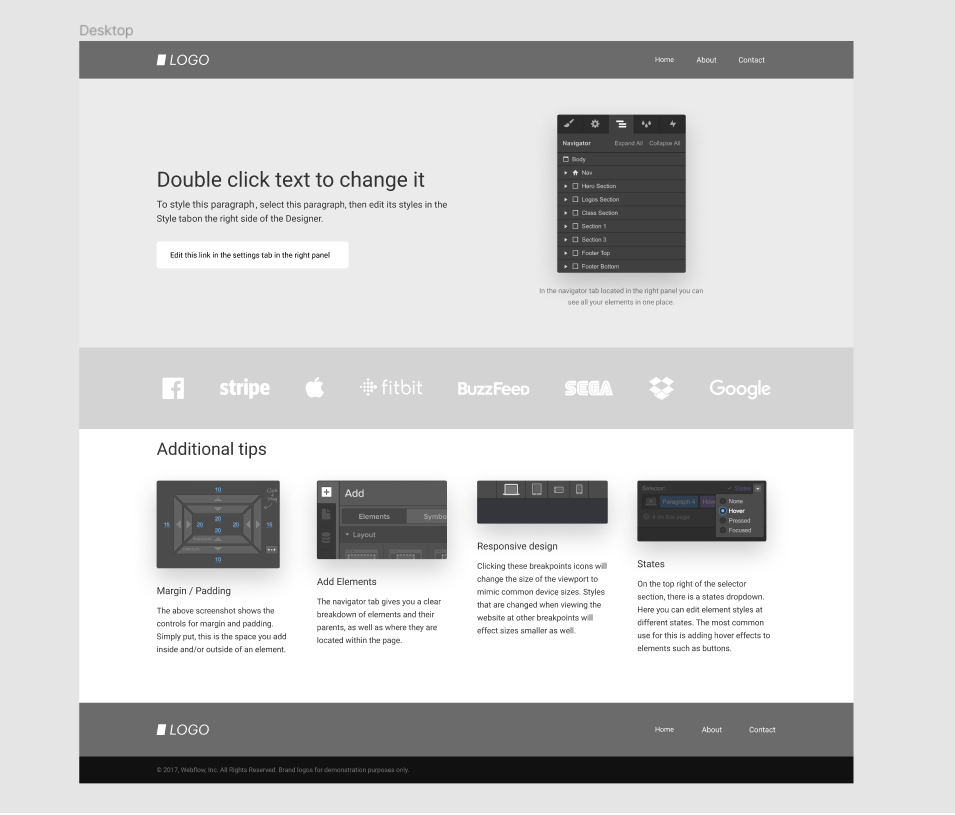 Desktop
LOGO
Home About Contact
Navigator Expand All Collapse All
Body
Nav
Hero Section
Logos Section
Class Section
Section 1
Section 3
Footer Top
Footer Bottom
Double click text to change it
To style this paragraph, select this paragraph, then edit its styles in the
Style tabon the right side of the Designer.
Edit this link in the settings tab in the right panel
In the navigator tab located in the right panel you can
see all your elements in one place.
stripe fitbit BuzzFeed SEGA Google
Additional tips
10
20
15 20 20 15
20
10
Margin / Padding
The above screenshot shows the
controls for margin and padding.
Simply put, this is the space you add
inside and/or outside of an element.
Add
Elements Symbo
Layout
Add Elements
The navigator tab gives you a clear
breakdown of elements and their
parents, as well as where they are
located within the page.
Responsive design
Clicking these breakpoints icons will
change the size of the viewport to
mimic common device sizes. Styles
that are changed when viewing the
website at other breakpoints will
effect sizes smaller as well.
Selector: States
Paragraph 4 Hove
4 on this page
None
Hover
Pressed
Focused
States
On the top right of the selector
section, there is a states dropdown.
Here you can edit element styles at
different states. The most common
use for this is adding hover effects to
elements such as buttons.
LOGO
Home About Contact
© 2017, Webflow, Inc. All Rights Reserved. Brand logos for demonstration purposes only.